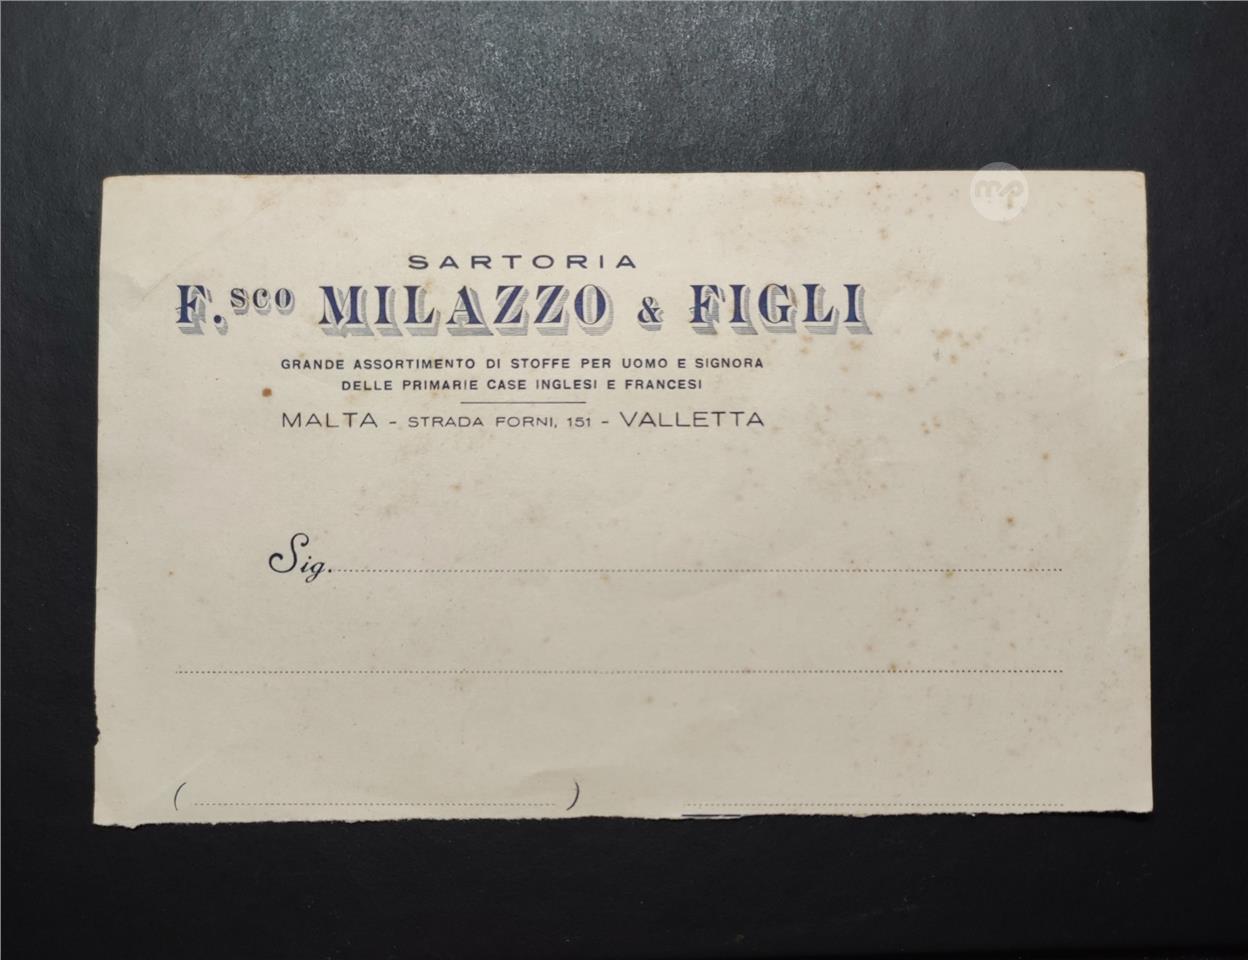 mp
SARTORIA
F.sco MILAZZO & FIGLI
GRANDE ASSORTIMENTO DI STOFFE PER UOMO E SIGNORA
DELLE PRIMARIE CASE INGLESI E FRANCESI
MALTA - STRADA FORNI, 151 - VALLETTA
Sig.
( )